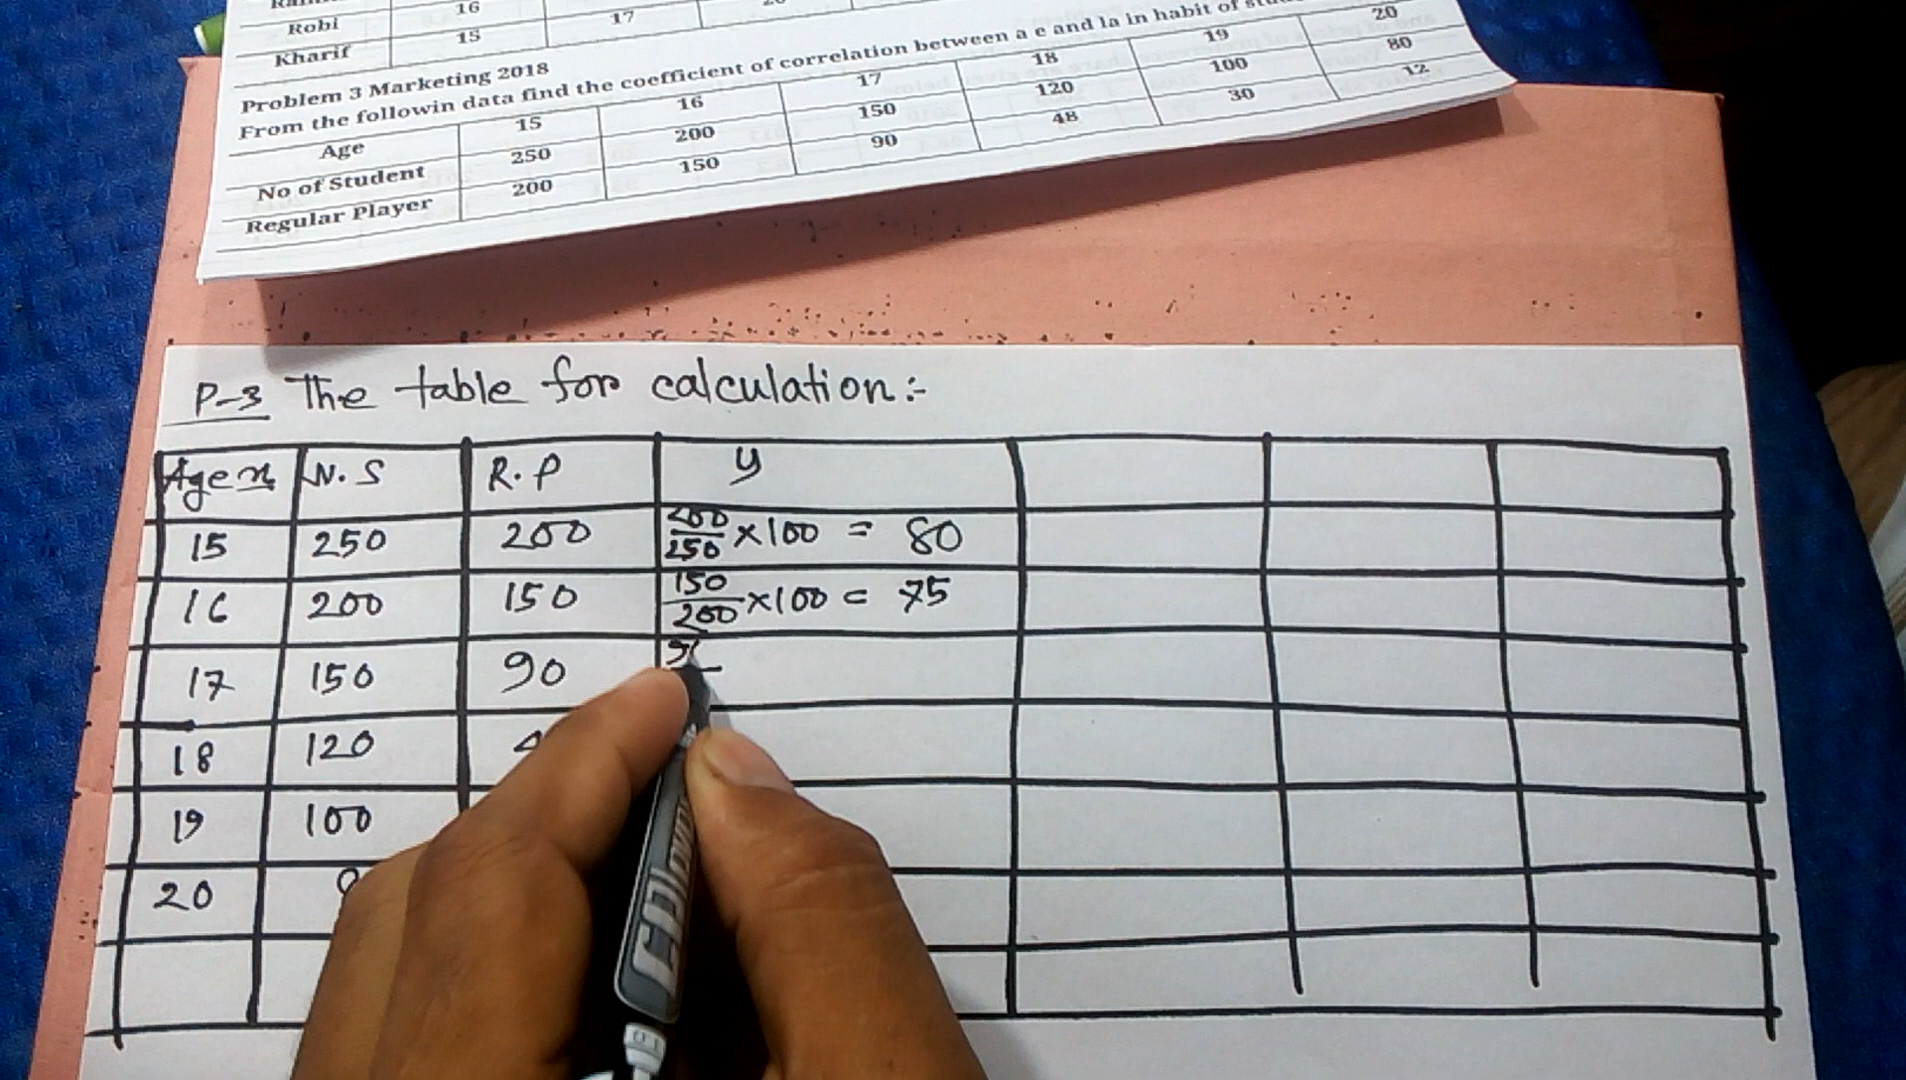 Robi 16 17
Kharif 15
Problem 3 Marketing 2018
From the followin data find the coefficient of correlation between a e and la in habit of
Age 15 16 17 18 19 20
No of Student 250 200 150 120 100 80
Regular Player 200 150 90 48 30 12
P-3 The table for calculation:-
Age x N.S R.P y
15 250 200 200/250 ×100 = 80
16 200 150 150/200 ×100 = 75
17 150 90
18 120
19 100
20